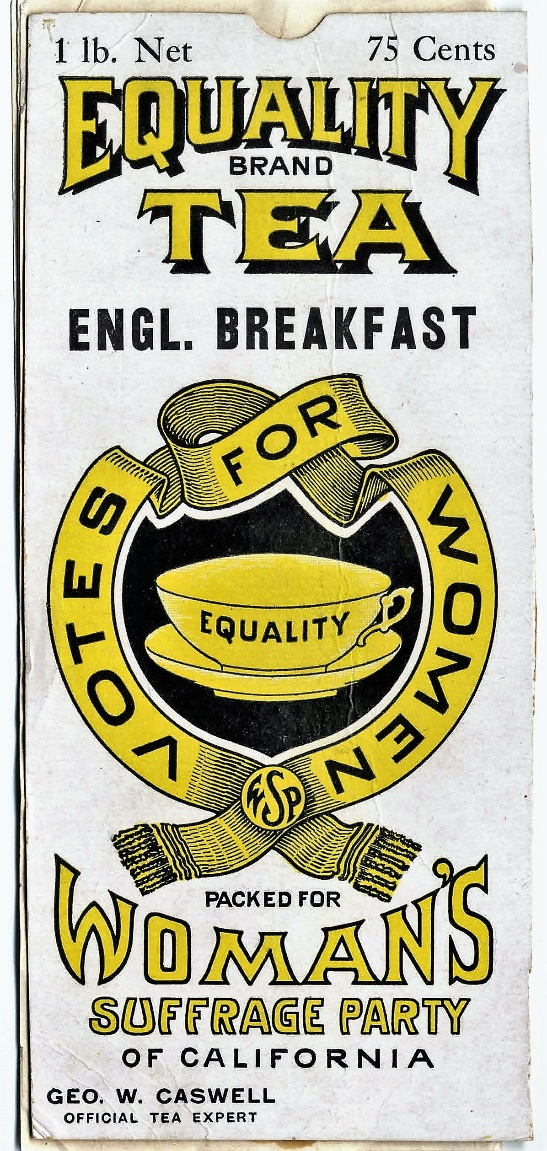 1 lb. Net 75 Cents
EQUALITY
BRAND
TEA
ENGL. BREAKFAST
VOTES FOR WOMEN
EQUALITY
WSP
PACKED FOR
WOMAN'S
SUFFRAGE PARTY
OF CALIFORNIA
GEO. W. CASWELL
OFFICIAL TEA EXPERT